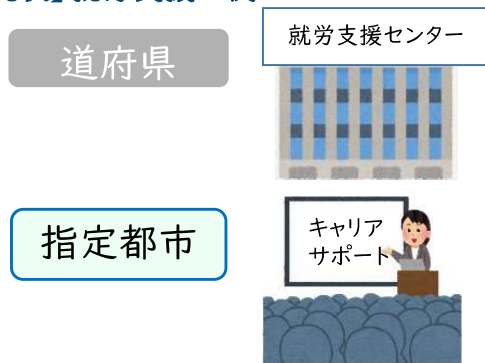 道府県
就労支援センター
指定都市
キャリア
サポート